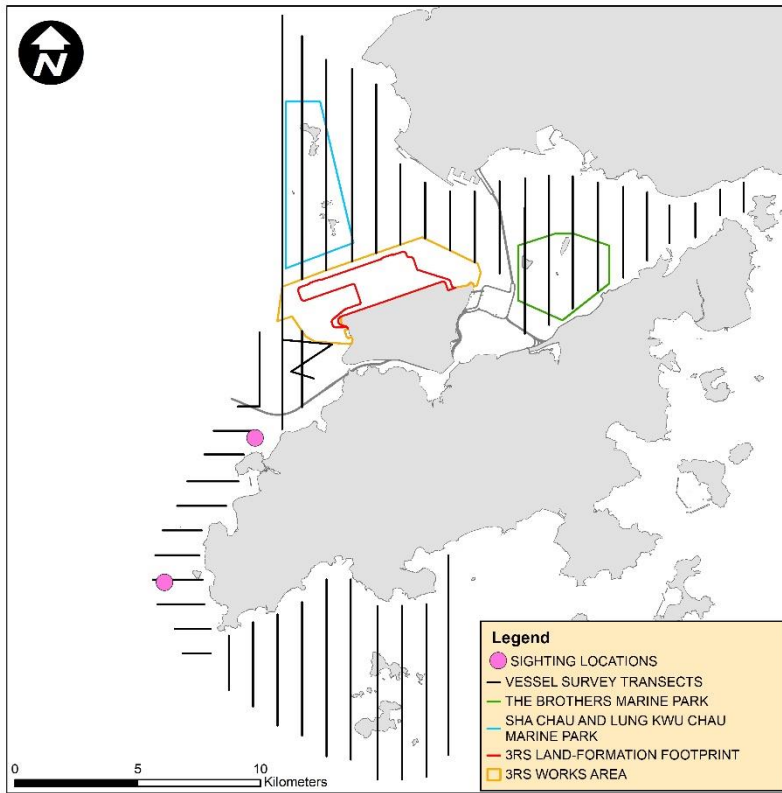 N
Legend
SIGHTING LOCATIONS
VESSEL SURVEY TRANSECTS
THE BROTHERS MARINE PARK
SHA CHAU AND LUNG KWU CHAU
MARINE PARK
3RS LAND-FORMATION FOOTPRINT
3RS WORKS AREA
0 5 10
Kilometers